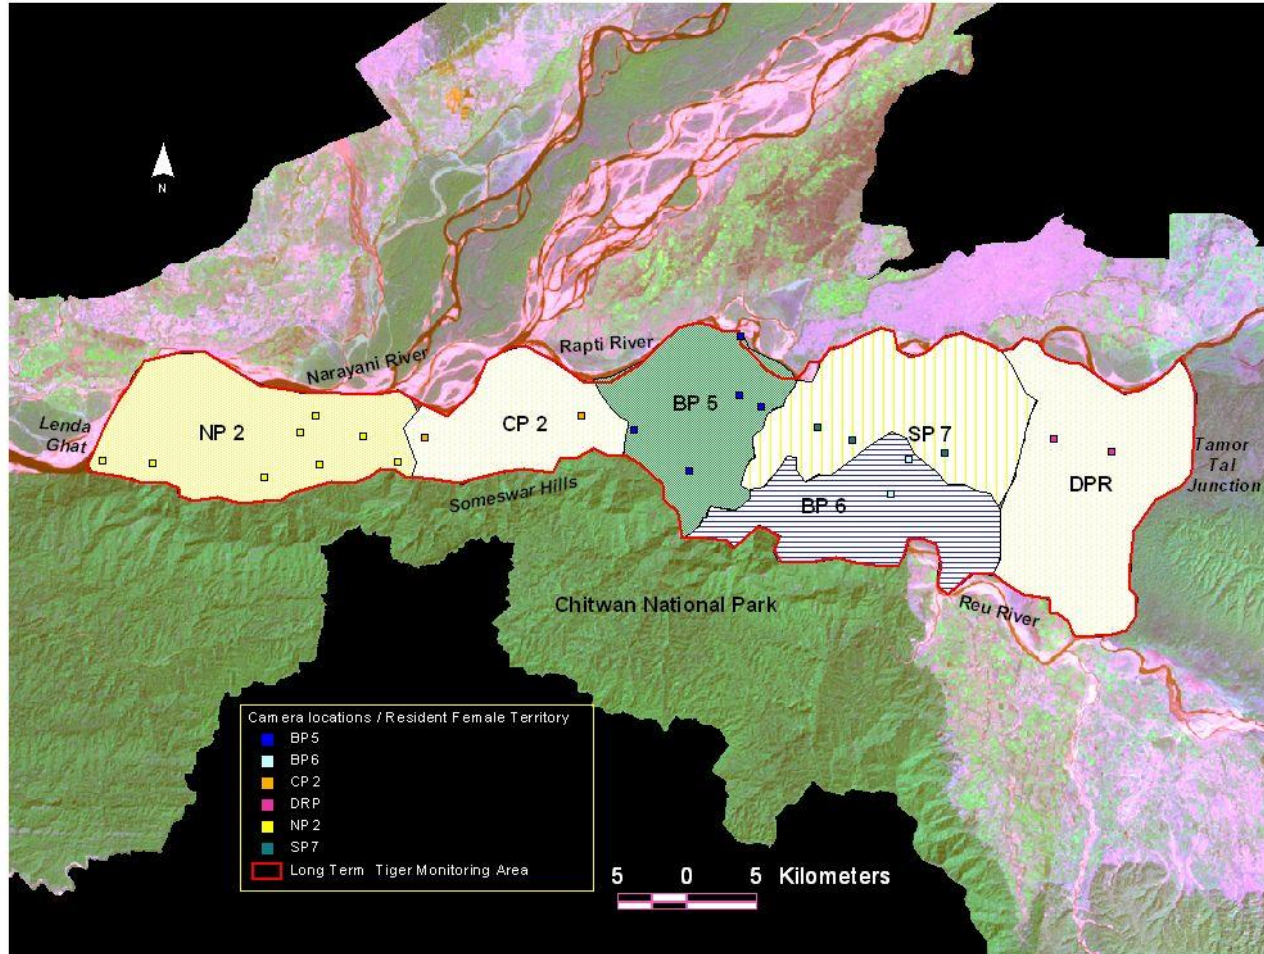 N
Rapti River
Narayani River
Lenda
Ghat
NP 2
CP 2
BP 5
SP 7
Tamor
Tal
Junction
DPR
Someswar Hills
BP 6
Chitwan National Park
Reu River
Camera locations / Resident Female Territory
BP5
BP6
CP 2
DRP
NP 2
SP7
Long Term Tiger Monitoring Area
5 0 5 Kilometers